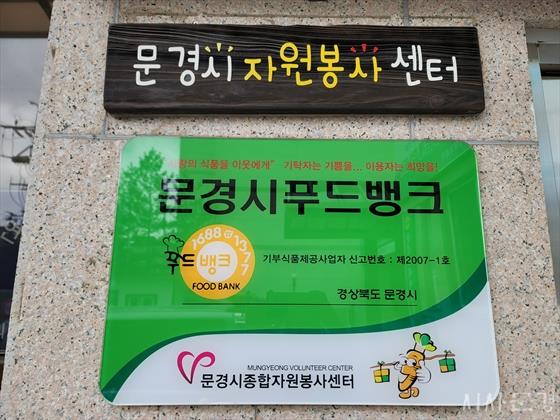 문경시 자원봉사 센터
사랑의 식품을 이웃에게" 기탁자는 기쁨을... 이용자는 희망을!
문경시푸드뱅크
1688 1377
푸드
뱅크
FOOD BANK
기부식품제공사업자 신고번호 : 제2007-1호
경상북도 문경시
MUNGYEONG VOLUNTEER CENTER
문경시종합자원봉사센터